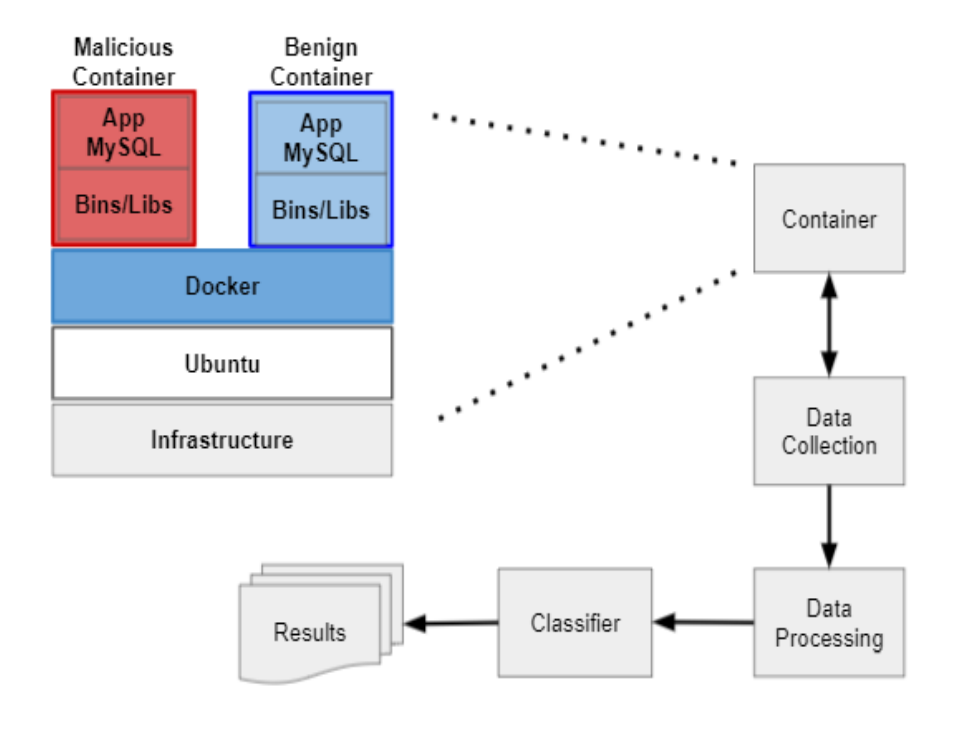 Malicious
Container
Benign
Container
App
MySQL
Bins/Libs
App
MySQL
Bins/Libs
Docker
Ubuntu
Infrastructure
Container
Data
Collection
Data
Processing
Classifier
Results